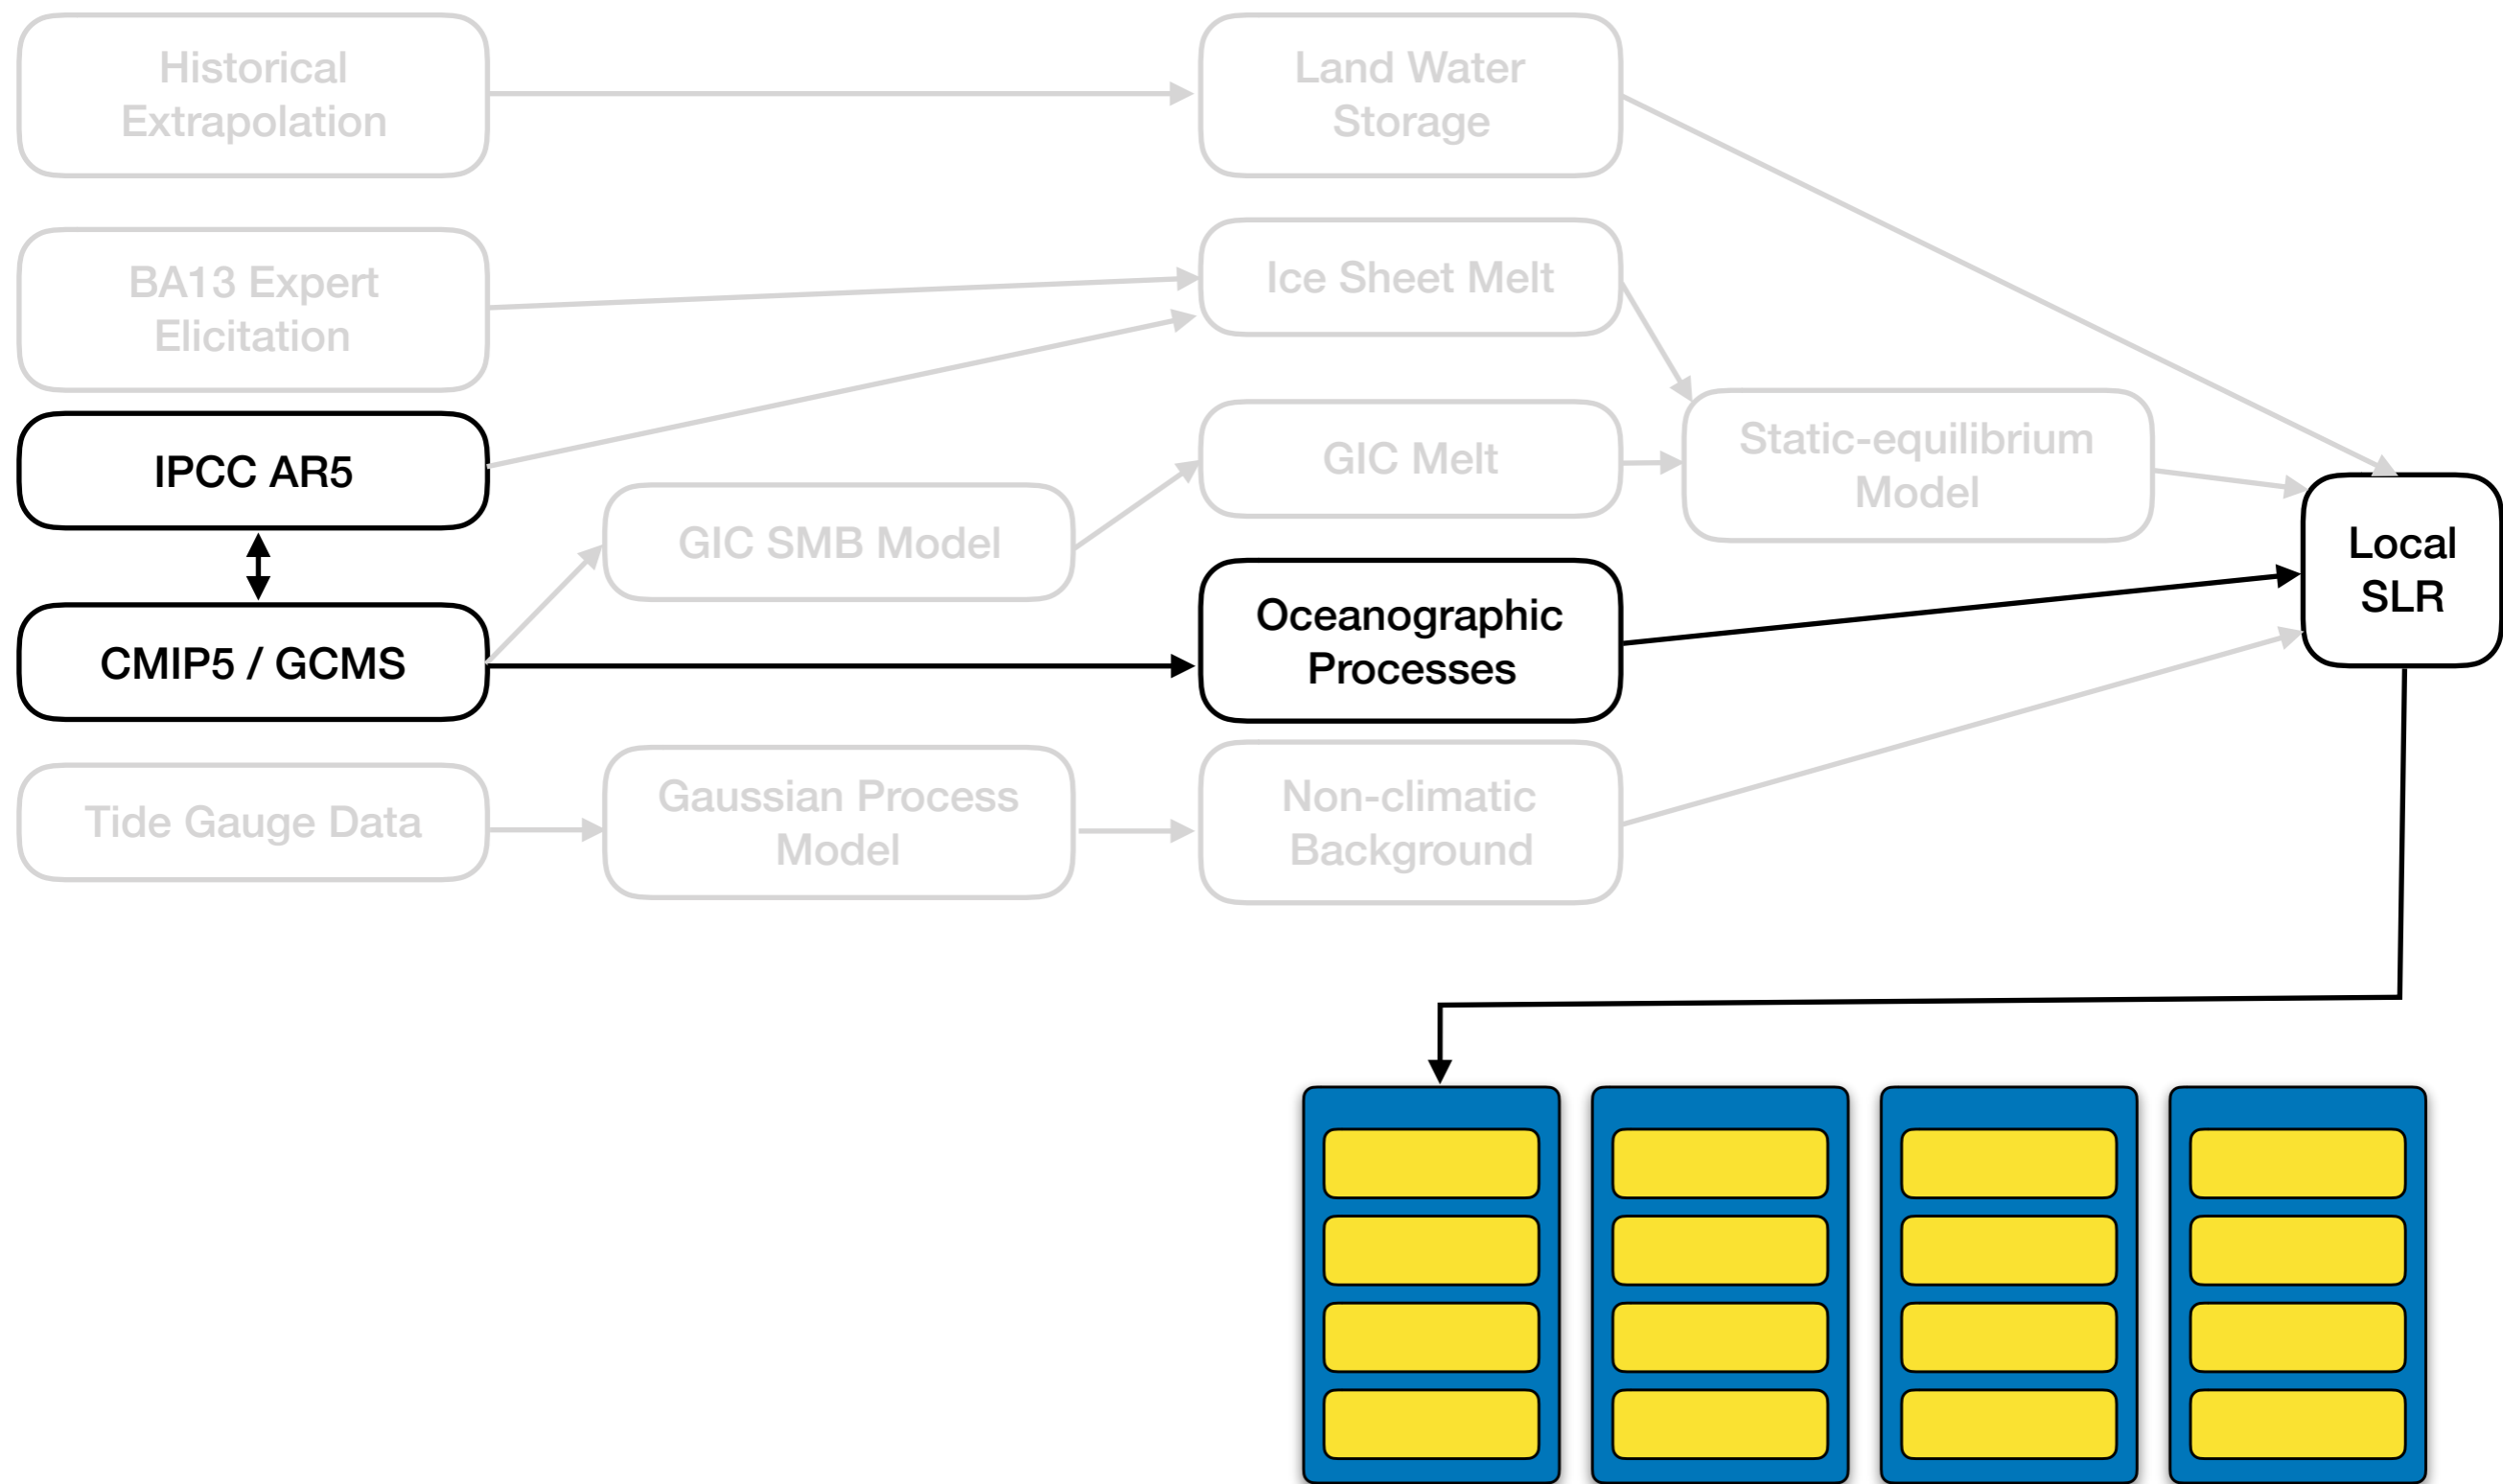 Historical
Extrapolation
Land Water
Storage
BA13 Expert
Elicitation
Ice Sheet Melt
IPCC AR5
GIC SMB Model
GIC Melt
Static-equilibrium
Model
Local
SLR
CMIP5 / GCMS
Oceanographic
Processes
Tide Gauge Data
Gaussian Process
Model
Non-climatic
Background